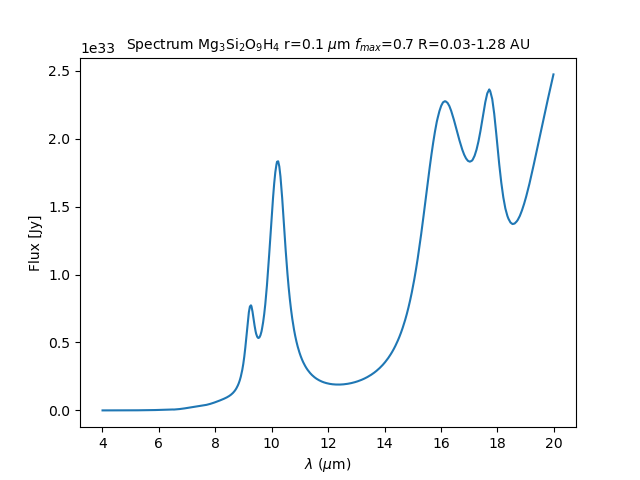 1e33 Spectrum Mg₃Si₂O₉H₄ r=0.1 μm f_max=0.7 R=0.03-1.28 AU
2.5
2.0
1.5
1.0
0.5
0.0
Flux [Jy]
4 6 8 10 12 14 16 18 20
λ (μm)